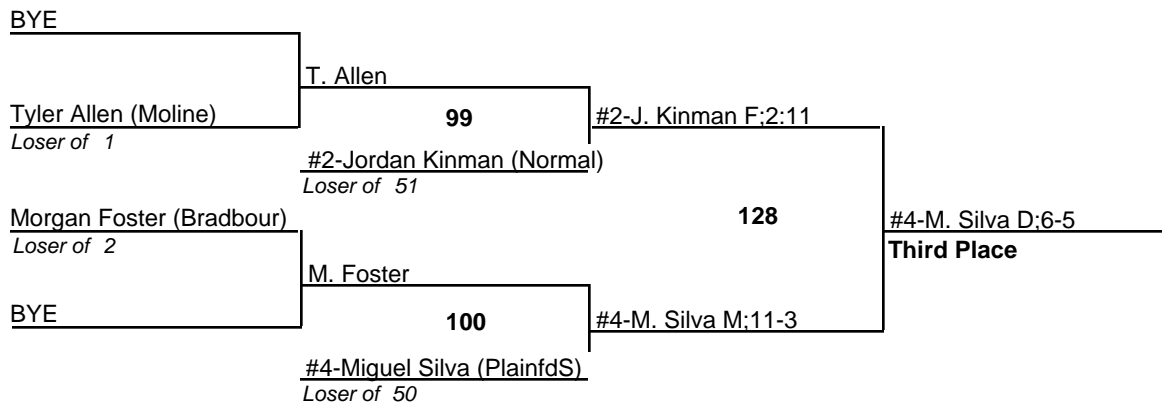 BYE
T. Allen
Tyler Allen (Moline)
Loser of 1
99
#2-J. Kinman F;2:11
#2-Jordan Kinman (Normal)
Loser of 51
Morgan Foster (Bradbour)
Loser of 2
128
#4-M. Silva D;6-5
Third Place
M. Foster
BYE
100
#4-M. Silva M;11-3
#4-Miguel Silva (PlainfdS)
Loser of 50